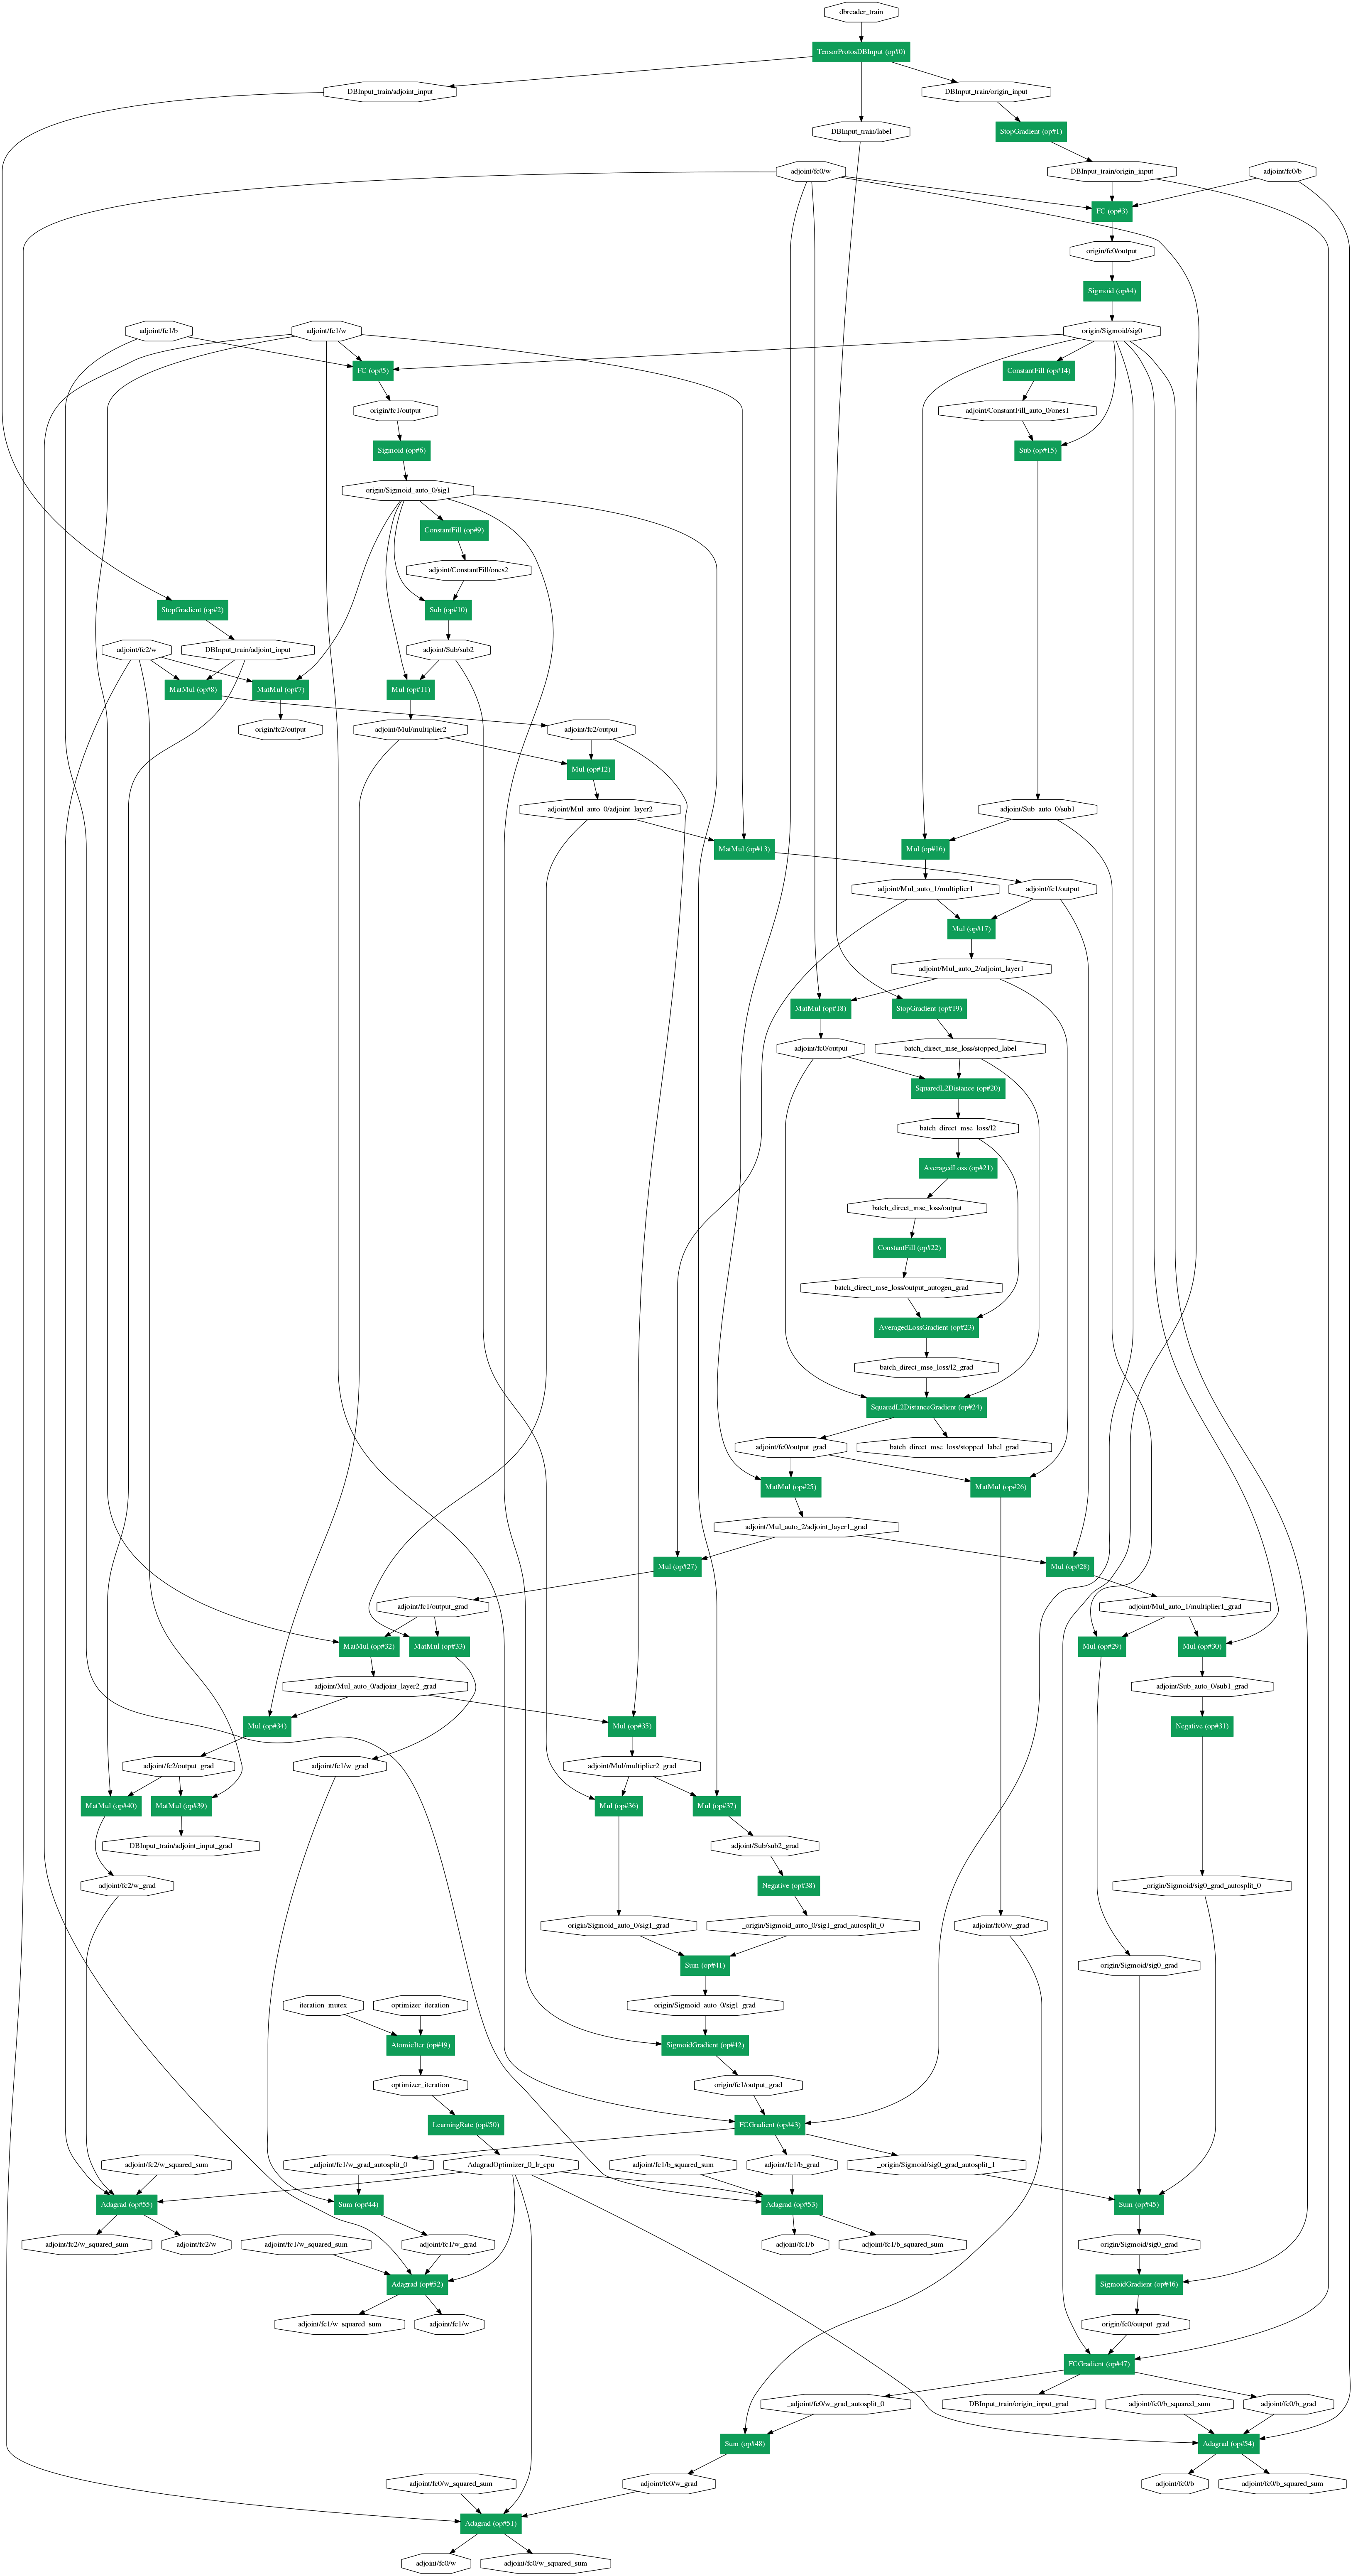 dbreader_train
TensorProtosDBInput (op#0)
DBInput_train/adjoint_input
DBInput_train/origin_input
DBInput_train/label
StopGradient (op#1)
adjoint/fc0/w
DBInput_train/origin_input
adjoint/fc0/b
FC (op#3)
origin/fc0/output
Sigmoid (op#4)
adjoint/fc1/b
adjoint/fc1/w
origin/Sigmoid/sig0
FC (op#5)
ConstantFill (op#14)
origin/fc1/output
adjoint/ConstantFill_auto_0/ones1
Sigmoid (op#6)
Sub (op#15)
origin/Sigmoid_auto_0/sig1
ConstantFill (op#9)
adjoint/ConstantFill/ones2
StopGradient (op#2)
Sub (op#10)
adjoint/fc2/w
DBInput_train/adjoint_input
adjoint/Sub/sub2
MatMul (op#8)
MatMul (op#7)
Mul (op#11)
origin/fc2/output
adjoint/Mul/multiplier2
adjoint/fc2/output
Mul (op#12)
adjoint/Mul_auto_0/adjoint_layer2
adjoint/Sub_auto_0/sub1
MatMul (op#13)
Mul (op#16)
adjoint/Mul_auto_1/multiplier1
adjoint/fc1/output
Mul (op#17)
adjoint/Mul_auto_2/adjoint_layer1
MatMul (op#18)
StopGradient (op#19)
adjoint/fc0/output
batch_direct_mse_loss/stopped_label
SquaredL2Distance (op#20)
batch_direct_mse_loss/l2
AveragedLoss (op#21)
batch_direct_mse_loss/output
ConstantFill (op#22)
batch_direct_mse_loss/output_autogen_grad
AveragedLossGradient (op#23)
batch_direct_mse_loss/l2_grad
SquaredL2DistanceGradient (op#24)
adjoint/fc0/output_grad
batch_direct_mse_loss/stopped_label_grad
MatMul (op#25)
MatMul (op#26)
adjoint/Mul_auto_2/adjoint_layer1_grad
Mul (op#27)
Mul (op#28)
adjoint/fc1/output_grad
adjoint/Mul_auto_1/multiplier1_grad
MatMul (op#32)
MatMul (op#33)
Mul (op#29)
Mul (op#30)
adjoint/Mul_auto_0/adjoint_layer2_grad
adjoint/Sub_auto_0/sub1_grad
Mul (op#34)
Mul (op#35)
Negative (op#31)
adjoint/fc2/output_grad
adjoint/fc1/w_grad
adjoint/Mul/multiplier2_grad
MatMul (op#40)
MatMul (op#39)
Mul (op#36)
Mul (op#37)
DBInput_train/adjoint_input_grad
adjoint/Sub/sub2_grad
adjoint/fc2/w_grad
Negative (op#38)
_origin/Sigmoid/sig0_grad_autosplit_0
origin/Sigmoid_auto_0/sig1_grad
_origin/Sigmoid_auto_0/sig1_grad_autosplit_0
adjoint/fc0/w_grad
Sum (op#41)
origin/Sigmoid/sig0_grad
iteration_mutex
optimizer_iteration
origin/Sigmoid_auto_0/sig1_grad
AtomicIter (op#49)
SigmoidGradient (op#42)
optimizer_iteration
origin/fc1/output_grad
LearningRate (op#50)
FCGradient (op#43)
adjoint/fc2/w_squared_sum
_adjoint/fc1/w_grad_autosplit_0
AdagradOptimizer_0_lr_cpu
adjoint/fc1/b_squared_sum
adjoint/fc1/b_grad
_origin/Sigmoid/sig0_grad_autosplit_1
Adagrad (op#55)
Sum (op#44)
Adagrad (op#53)
Sum (op#45)
adjoint/fc2/w_squared_sum
adjoint/fc2/w
adjoint/fc1/w_squared_sum
adjoint/fc1/w_grad
adjoint/fc1/b
adjoint/fc1/b_squared_sum
origin/Sigmoid/sig0_grad
Adagrad (op#52)
SigmoidGradient (op#46)
adjoint/fc1/w_squared_sum
adjoint/fc1/w
origin/fc0/output_grad
FCGradient (op#47)
_adjoint/fc0/w_grad_autosplit_0
DBInput_train/origin_input_grad
adjoint/fc0/b_squared_sum
adjoint/fc0/b_grad
Sum (op#48)
Adagrad (op#54)
adjoint/fc0/w_squared_sum
adjoint/fc0/w_grad
adjoint/fc0/b
adjoint/fc0/b_squared_sum
Adagrad (op#51)
adjoint/fc0/w
adjoint/fc0/w_squared_sum